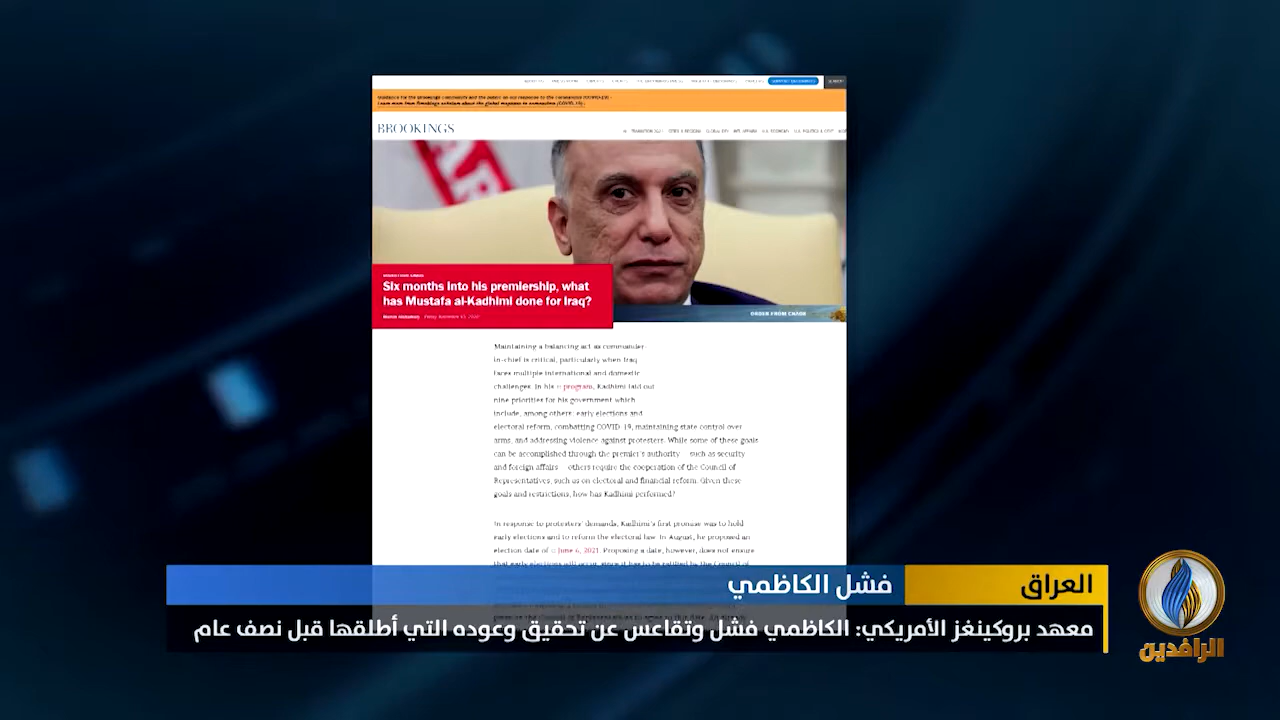 BROOKINGS
Six months into his premiership, what
has Mustafa al-Kadhimi done for Iraq?
ORDER FROM CHAOS
Maintaining a balancing act as commander-
in-chief is critical, particularly when Iraq
faces multiple international and domestic
challenges. In his program, Kadhimi laid out
nine priorities for his government which
include, among others: early elections and
electoral reform, combatting COVID-19, maintaining state control over
arms, and addressing violence against protesters. While some of these goals
can be accomplished through the premier's authority — such as security
and foreign affairs — others require the cooperation of the Council of
Representatives, such as on electoral and financial reform. Given these
goals and restrictions, how has Kadhimi performed?
In response to protesters' demands, Kadhimi's first promise was to hold
early elections and to reform the electoral law. In August, he proposed an
election date of June 6, 2021. Proposing a date, however, does not ensure
العراق
فشل الكاظمي
معهد بروكينغز الأمريكي: الكاظمي فشل وتقاعس عن تحقيق وعوده التي أطلقها قبل نصف عام
الرافدين